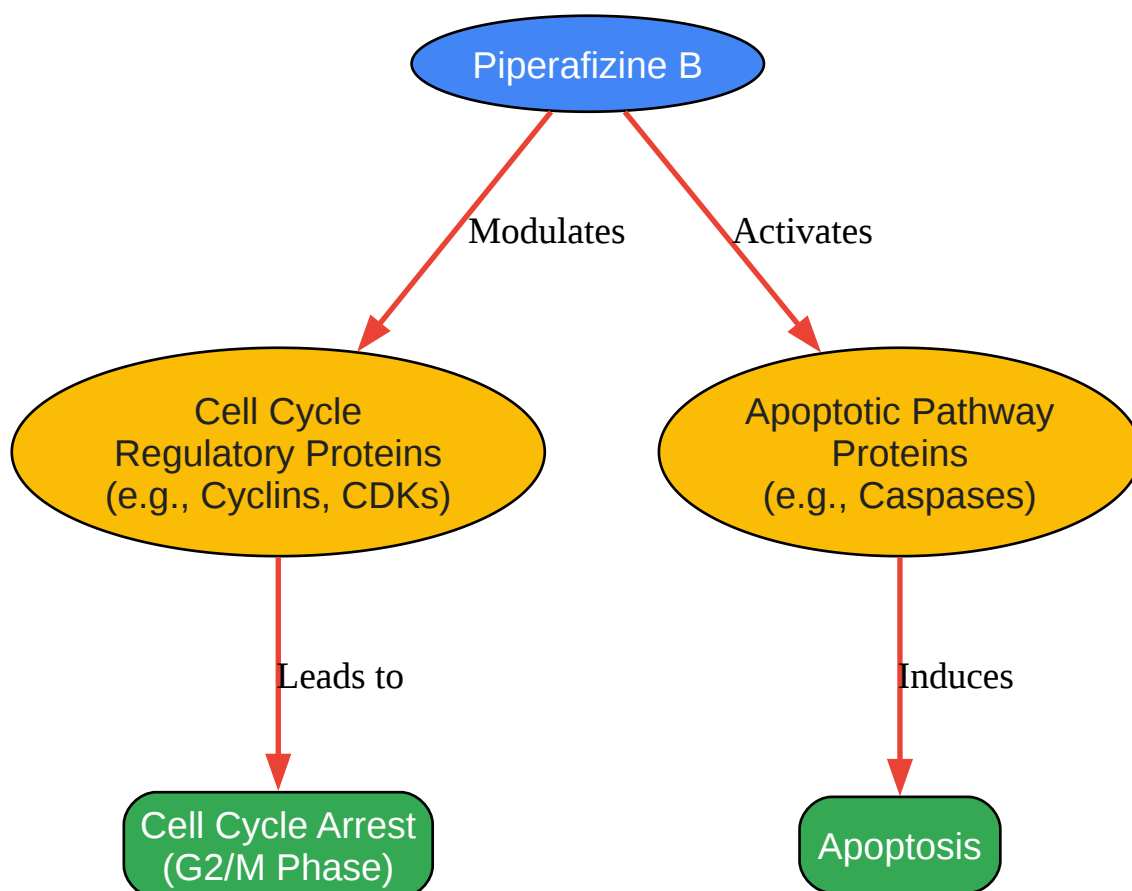 Piperafizine B
Modulates
Activates
Cell Cycle
Regulatory Proteins
(e.g., Cyclins, CDKs)
Apoptotic Pathway
Proteins
(e.g., Caspases)
Leads to
Induces
Cell Cycle Arrest
(G2/M Phase)
Apoptosis